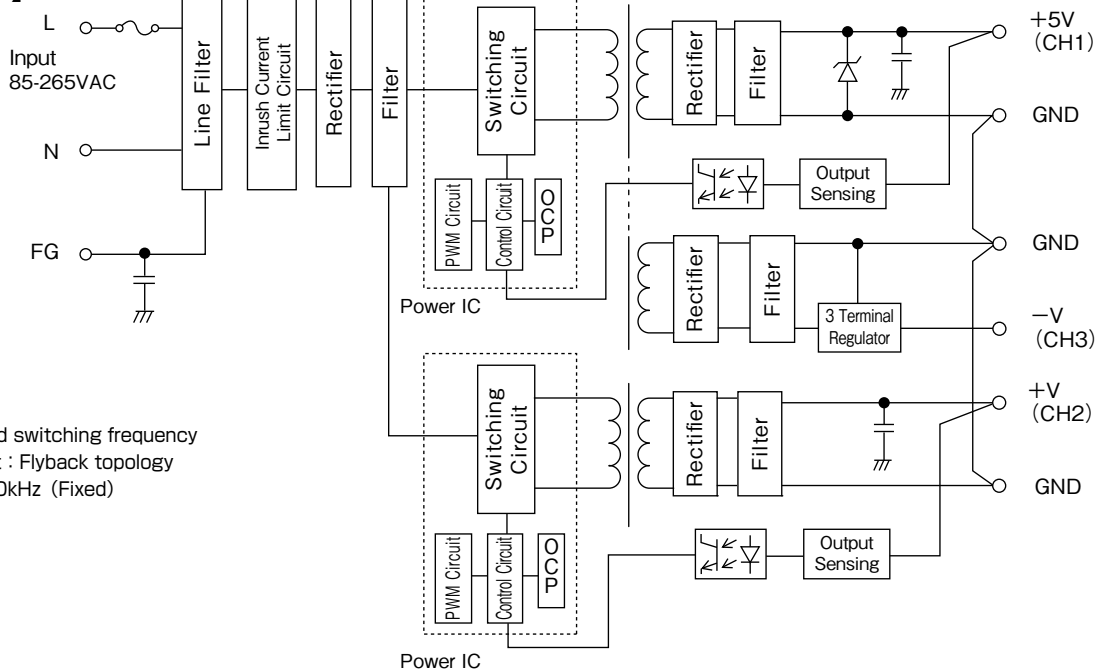 L
Input
85-265VAC
N
FG
Line Filter
Inrush Current
Limit Circuit
Rectifier
Filter
Switching
Circuit
PWM Circuit
Control Circuit
OCP
Power IC
Rectifier
Filter
Output
Sensing
+5V
(CH1)
GND
Rectifier
Filter
3 Terminal
Regulator
GND
−V
(CH3)
Switching
Circuit
PWM Circuit
Control Circuit
OCP
Power IC
Rectifier
Filter
Output
Sensing
+V
(CH2)
GND
switching frequency
: Flyback topology
kHz (Fixed)